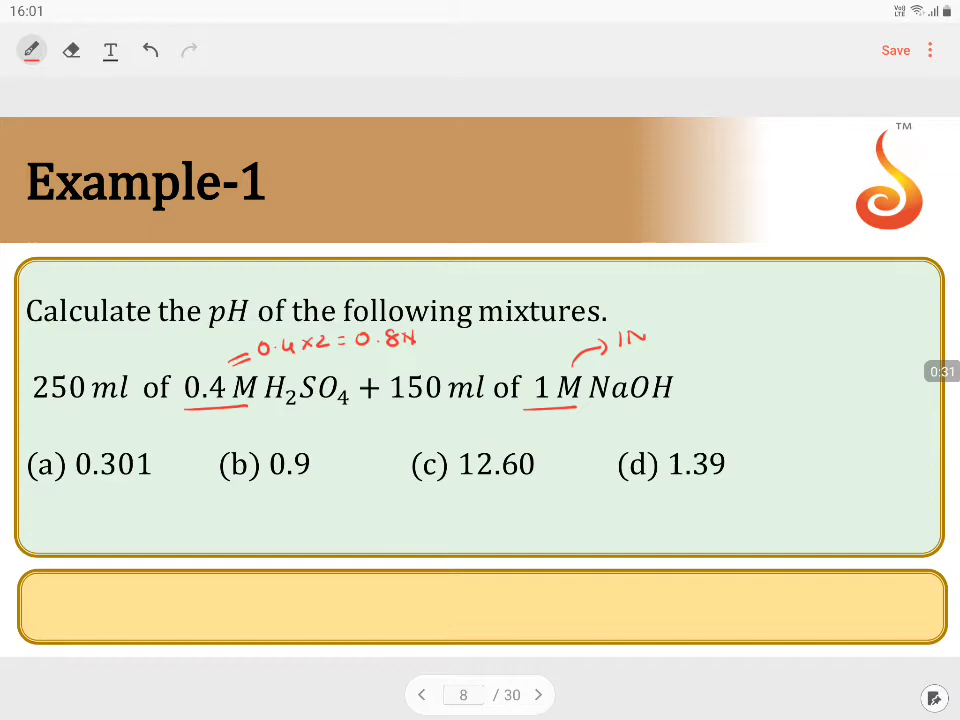 16:01
Vo)) LTE
T
Save
TM
Example-1
Calculate the pH of the following mixtures.
= 0.4 × 2 = 0.8N
1N
250 ml of 0.4 M H₂SO₄ + 150 ml of 1 M NaOH
0:31
(a) 0.301 (b) 0.9 (c) 12.60 (d) 1.39
8 / 30